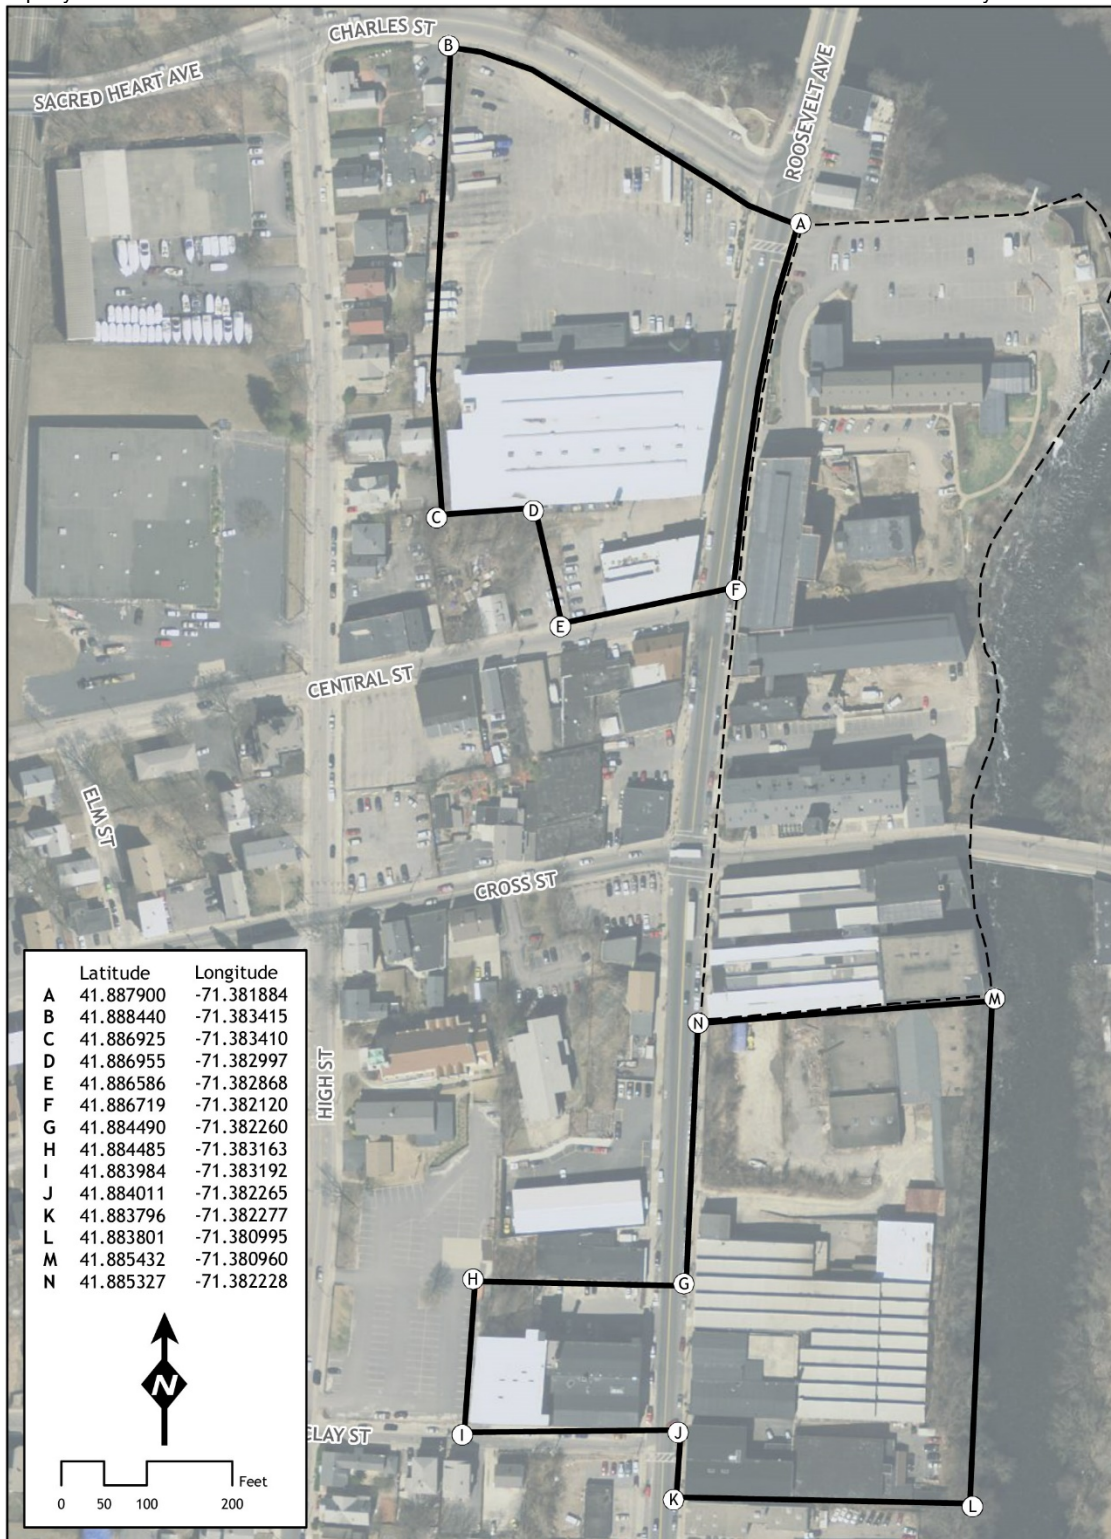 CHARLES ST
B
SACRED HEART AVE
ROOSEVELT AVE
A
C
D
E
F
CENTRAL ST
ELM ST
CROSS ST
M
N
HIGH ST
H
G
CLAY ST
I
J
K
L
Latitude Longitude
A 41.887900 -71.381884
B 41.888440 -71.383415
C 41.886925 -71.383410
D 41.886955 -71.382997
E 41.886586 -71.382868
F 41.886719 -71.382120
G 41.884490 -71.382260
H 41.884485 -71.383163
I 41.883984 -71.383192
J 41.884011 -71.382265
K 41.883796 -71.382277
L 41.883801 -71.380995
M 41.885432 -71.380960
N 41.885327 -71.382228
N
Feet
0 50 100 200